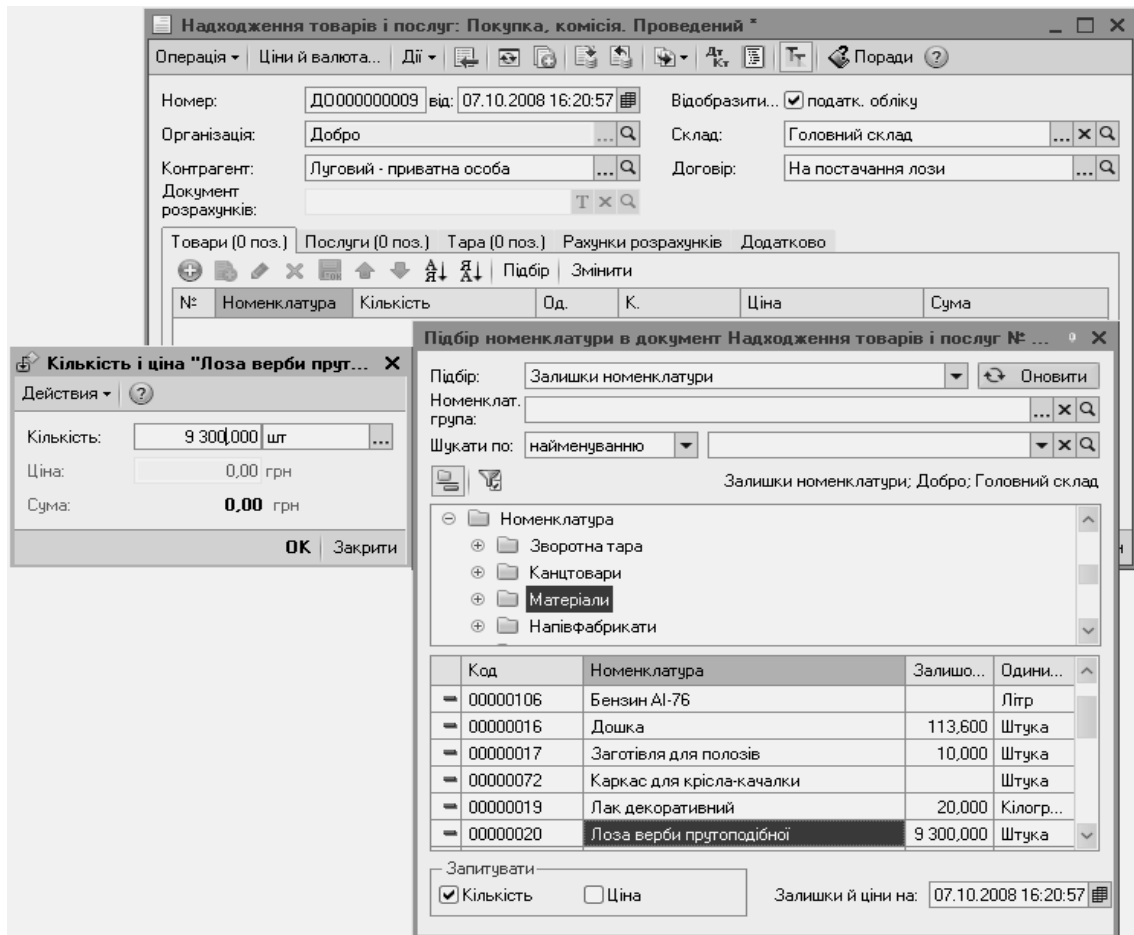 Надходження товарів і послуг: Покупка, комісія. Проведений *
Операція Ціни й валюта... Дії Дт Кт Тт Поради ?
Номер: ДО000000009 від: 07.10.2008 16:20:57 Відобразити... податк. обліку
Організація: Добро ... Склад: Головний склад ...
Контрагент: Луговий - приватна особа ... Договір: На постачання лози ...
Документ
розрахунків: T
Товари (0 поз.) Послуги (0 поз.) Тара (0 поз.) Рахунки розрахунків Додатково
Підбір Змінити
№ Номенклатура Кількість Од. К. Ціна Сума
Кількість і ціна "Лоза верби прут...
Действия ?
Кількість: 9 300,000 шт ...
Ціна: 0,00 грн
Сума: 0,00 грн
OK Закрити
Підбір номенклатури в документ Надходження товарів і послуг № ...
Підбір: Залишки номенклатури Оновити
Номенклат.
група: ...
Шукати по: найменуванню
Залишки номенклатури; Добро; Головний склад
Номенклатура
Зворотна тара
Канцтовари
Матеріали
Напівфабрикати
Код Номенклатура Залишо... Одини...
00000106 Бензин АІ-76 Літр
00000016 Дошка 113,600 Штука
00000017 Заготівля для полозів 10,000 Штука
00000072 Каркас для крісла-качалки Штука
00000019 Лак декоративний 20,000 Кілогр...
00000020 Лоза верби прутоподібної 9 300,000 Штука
Запитувати
Кількість Ціна Залишки й ціни на: 07.10.2008 16:20:57